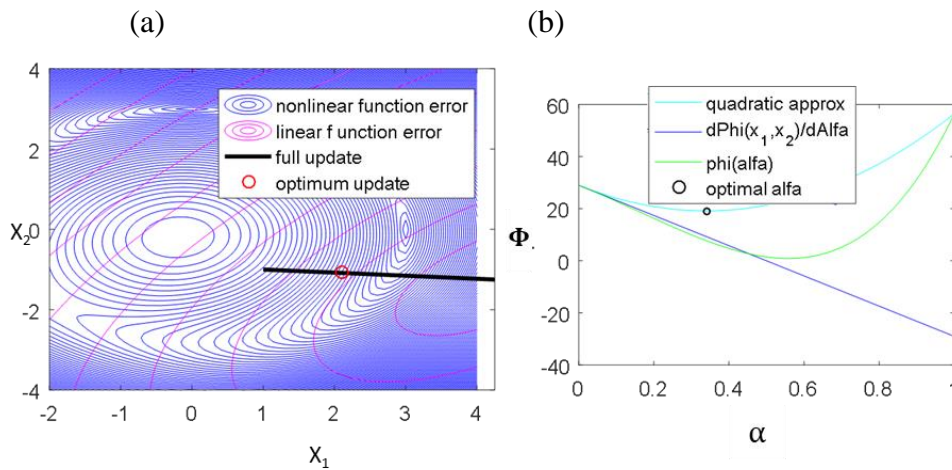 (a)
(b)
4
2
0
-2
-4
X2
-2
-1
0
1
2
3
4
X1
nonlinear function error
linear f unction error
full update
optimum update
60
40
20
0
-20
-40
Φ.
0
0.2
0.4
0.6
0.8
1
α
quadratic approx
dPhi(x1,x2)/dAlfa
phi(alfa)
optimal alfa